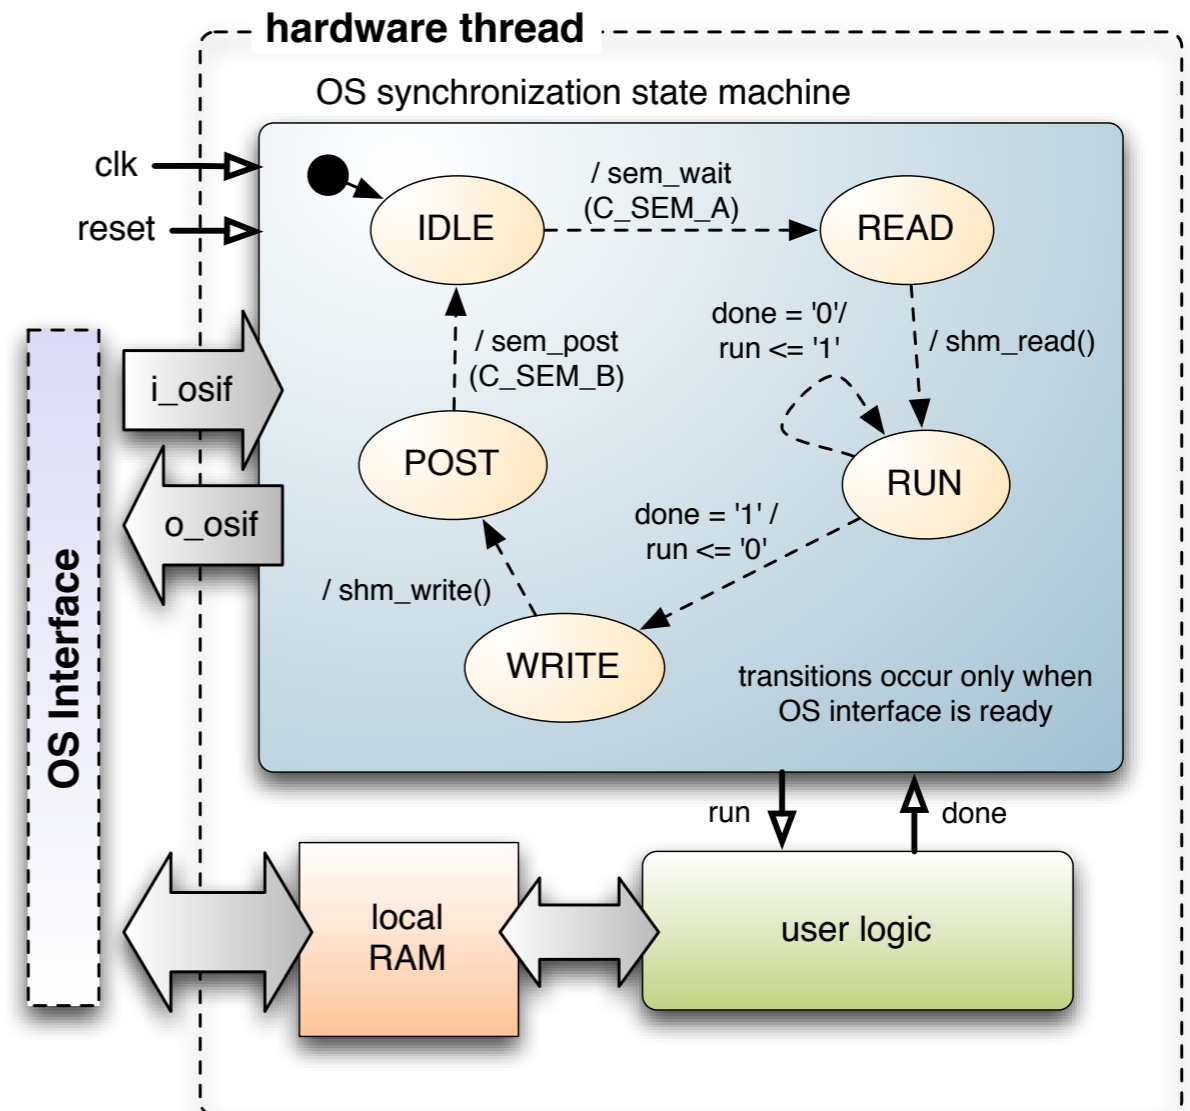 hardware thread
OS synchronization state machine
clk
reset
IDLE
/ sem_wait
(C_SEM_A)
READ
done = '0'/
run <= '1'
/ shm_read()
/ sem_post
(C_SEM_B)
i_osif
POST
RUN
o_osif
done = '1' /
run <= '0'
/ shm_write()
WRITE
transitions occur only when
OS interface is ready
OS Interface
run
done
local
RAM
user logic